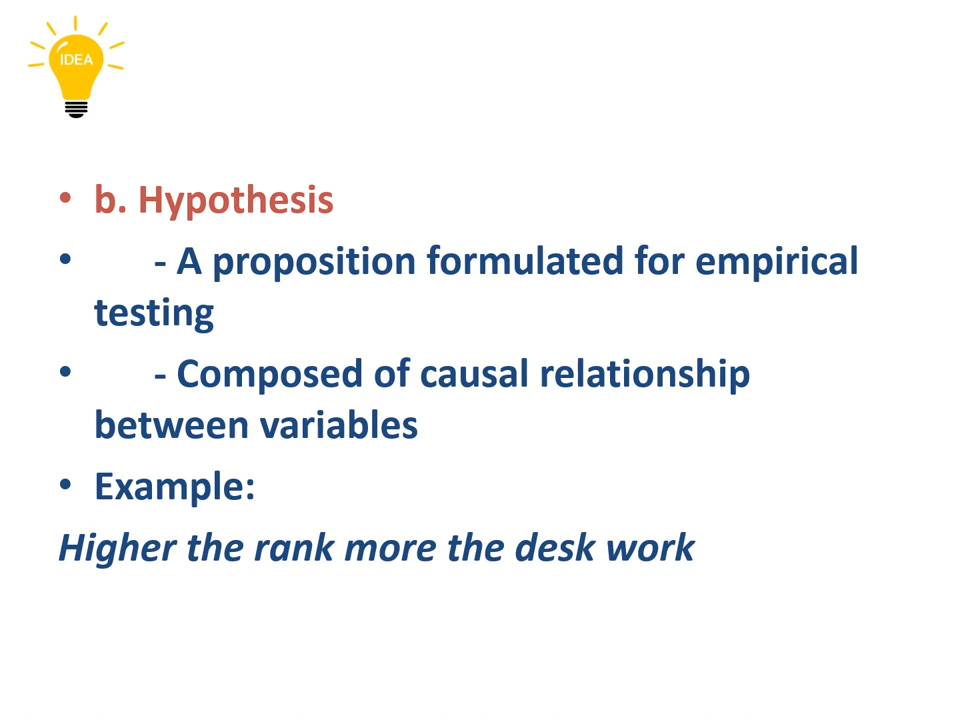 IDEA
• b. Hypothesis
• - A proposition formulated for empirical
testing
• - Composed of causal relationship
between variables
• Example:
Higher the rank more the desk work